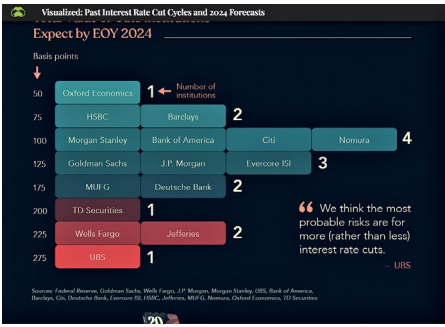 Visualized: Past Interest Rate Cut Cycles and 2024 Forecasts
Expect by EOY 2024
Basis points
50 Oxford Economics 1 Number of
institutions
75 HSBC Barclays 2
100 Morgan Stanley Bank of America Citi Nomura 4
125 Goldman Sachs J.P. Morgan Evercore ISI 3
175 MUFG Deutsche Bank 2
200 TD Securities 1
225 Wells Fargo Jefferies 2
275 UBS 1
“ We think the most
probable risks are for
more (rather than less)
interest rate cuts.
– UBS
Sources: Federal Reserve, Goldman Sachs, Wells Fargo, J.P. Morgan, Morgan Stanley, UBS, Bank of America,
Barclays, Citi, Deutsche Bank, Evercore ISI, HSBC, Jefferies, MUFG, Nomura, Oxford Economics, TD Securities